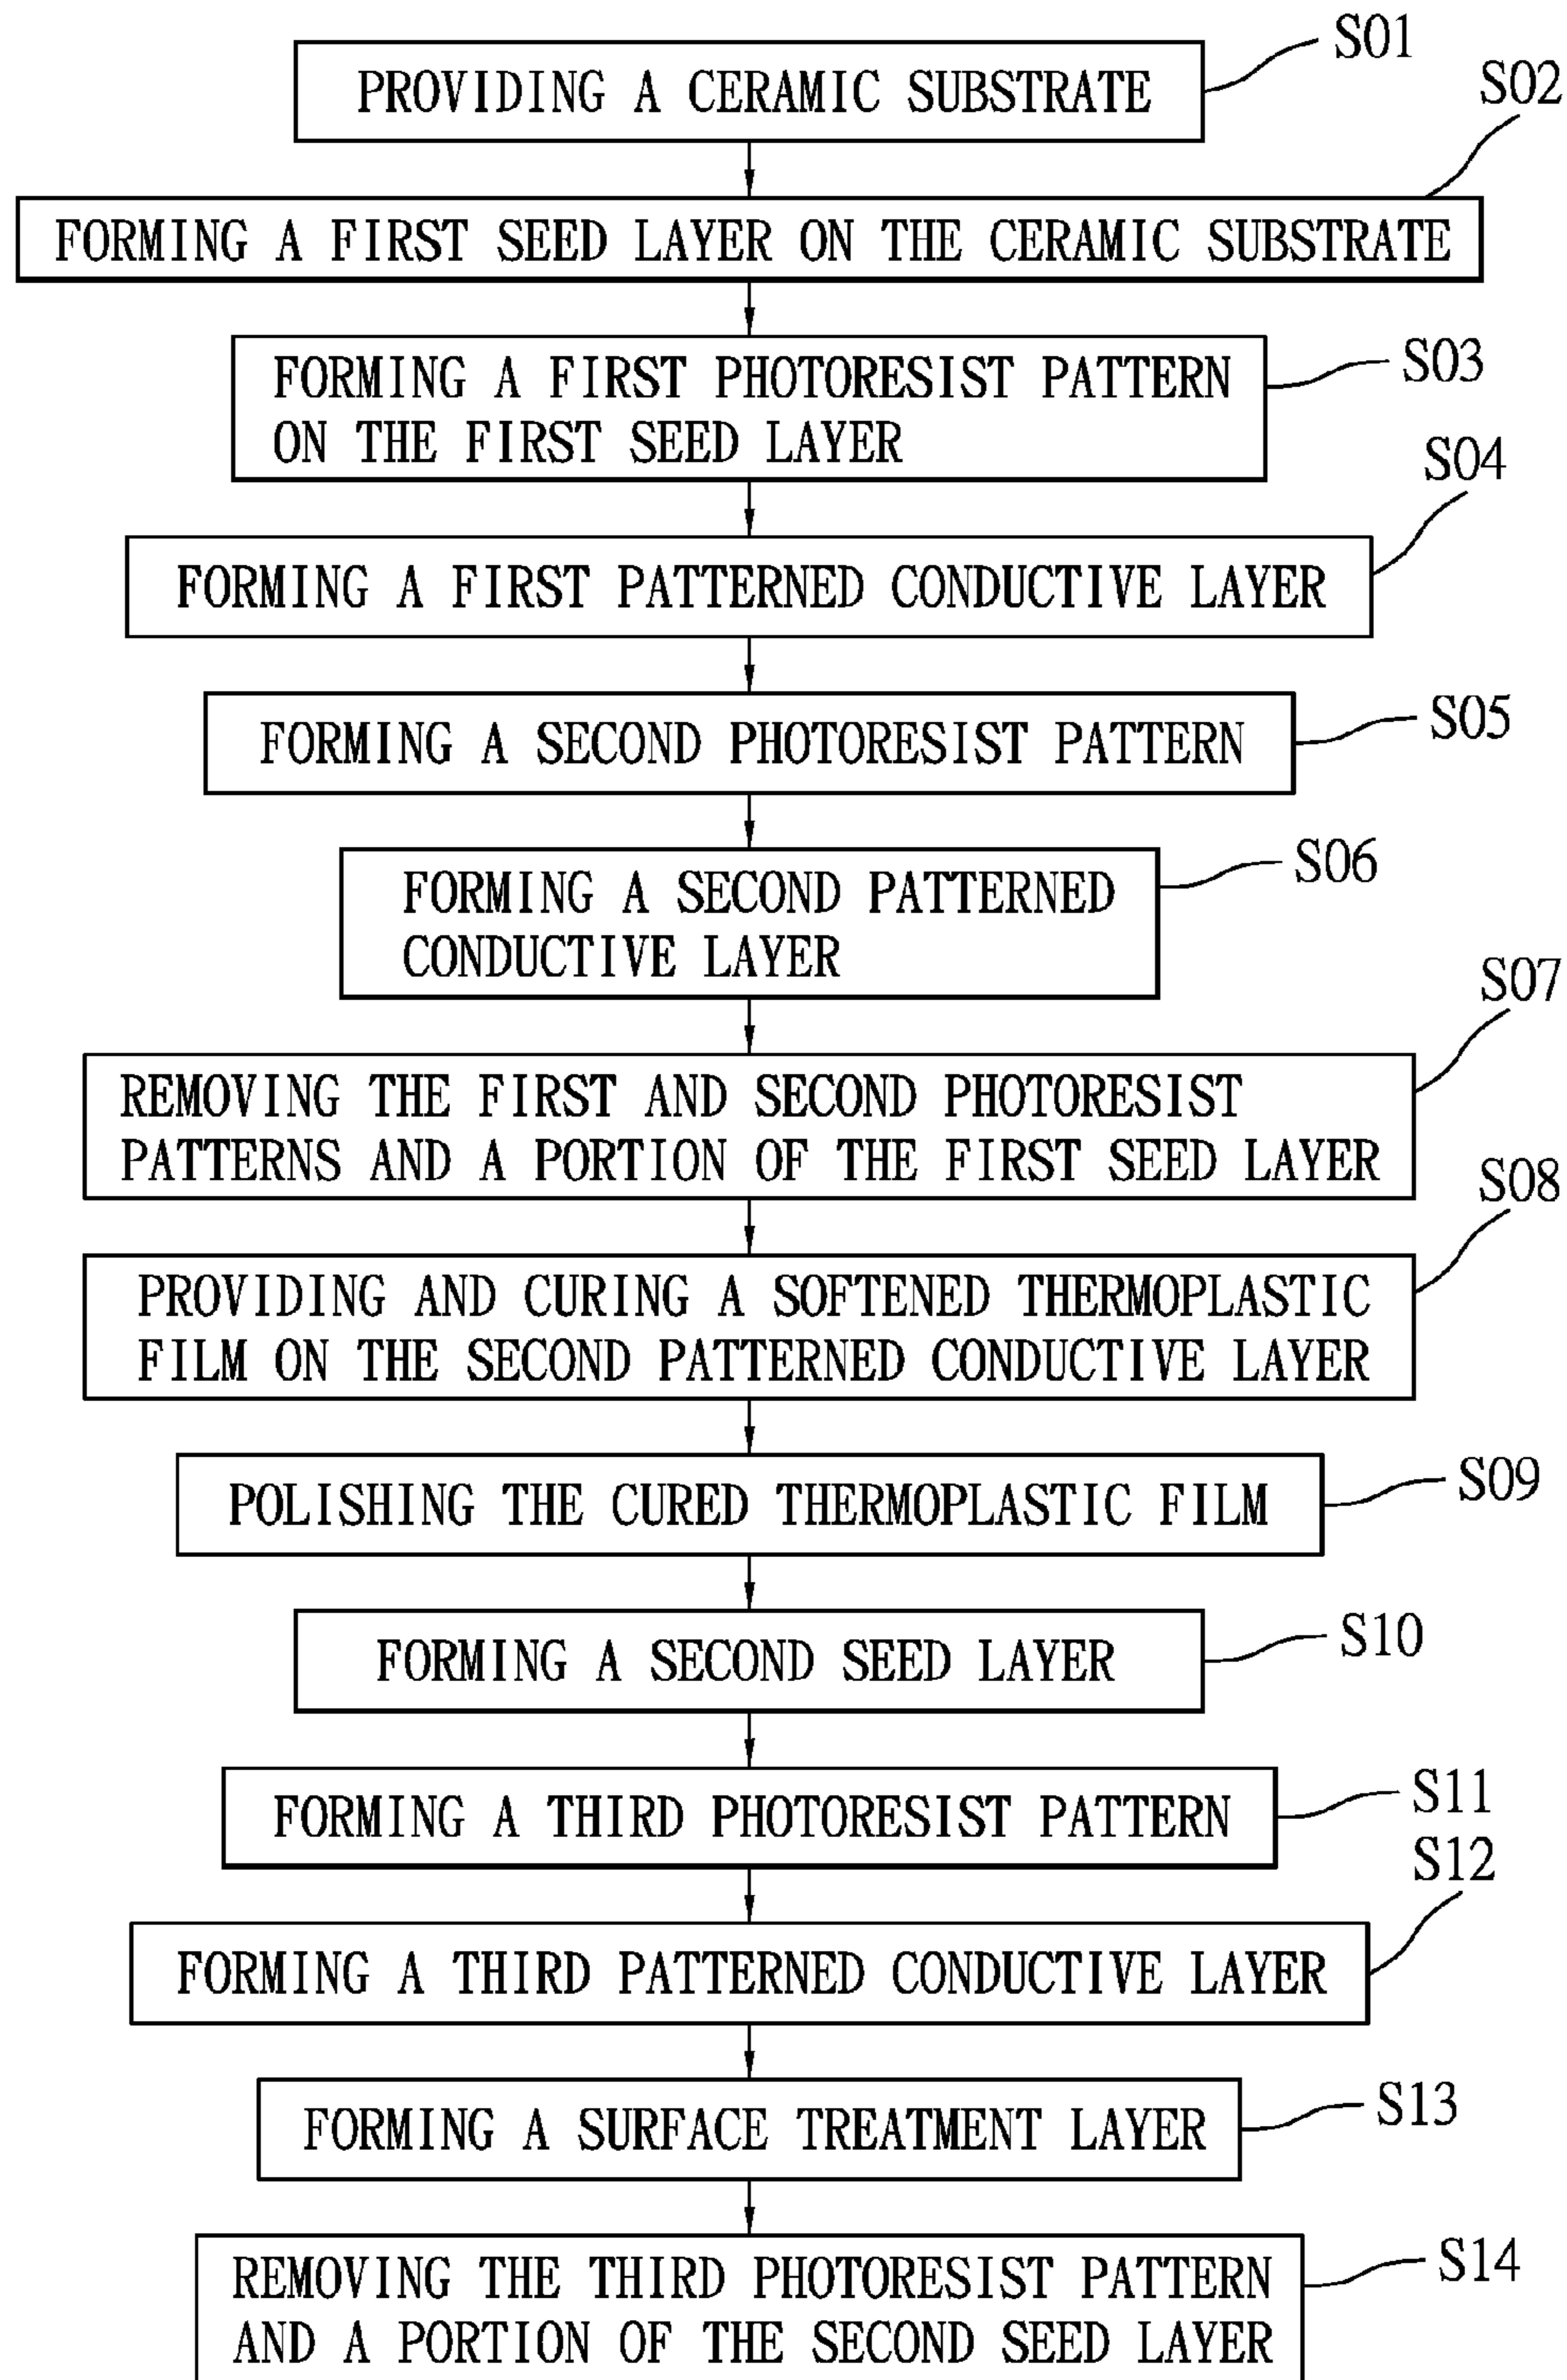 S01
PROVIDING A CERAMIC SUBSTRATE
S02
FORMING A FIRST SEED LAYER ON THE CERAMIC SUBSTRATE
S03
FORMING A FIRST PHOTORESIST PATTERN
ON THE FIRST SEED LAYER
S04
FORMING A FIRST PATTERNED CONDUCTIVE LAYER
S05
FORMING A SECOND PHOTORESIST PATTERN
S06
FORMING A SECOND PATTERNED
CONDUCTIVE LAYER
S07
REMOVING THE FIRST AND SECOND PHOTORESIST
PATTERNS AND A PORTION OF THE FIRST SEED LAYER
S08
PROVIDING AND CURING A SOFTENED THERMOPLASTIC
FILM ON THE SECOND PATTERNED CONDUCTIVE LAYER
S09
POLISHING THE CURED THERMOPLASTIC FILM
S10
FORMING A SECOND SEED LAYER
S11
FORMING A THIRD PHOTORESIST PATTERN
S12
FORMING A THIRD PATTERNED CONDUCTIVE LAYER
S13
FORMING A SURFACE TREATMENT LAYER
S14
REMOVING THE THIRD PHOTORESIST PATTERN
AND A PORTION OF THE SECOND SEED LAYER